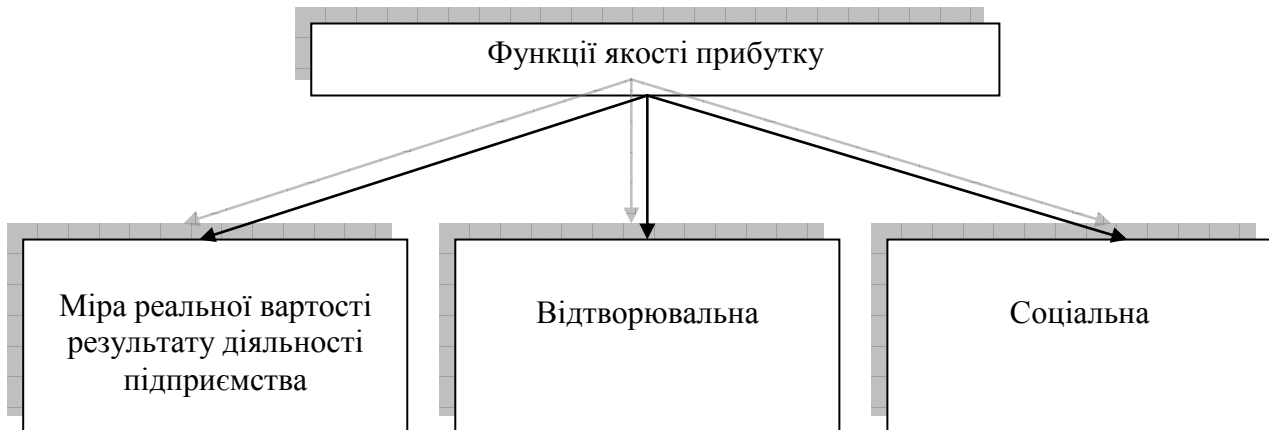 Функції якості прибутку
Міра реальної вартості
результату діяльності
підприємства
Відтворювальна
Соціальна